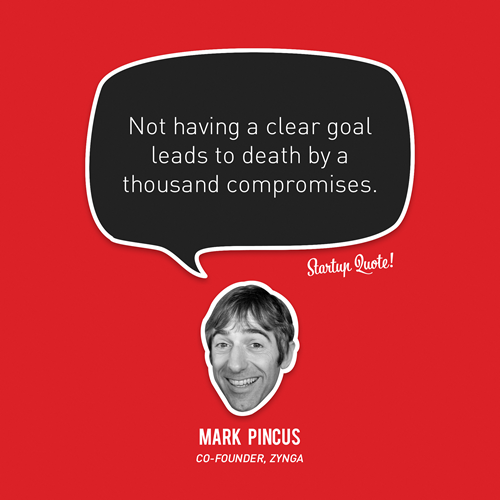 Not having a clear goal
leads to death by a
thousand compromises.
Startup Quote!
MARK PINCUS
CO-FOUNDER, ZYNGA